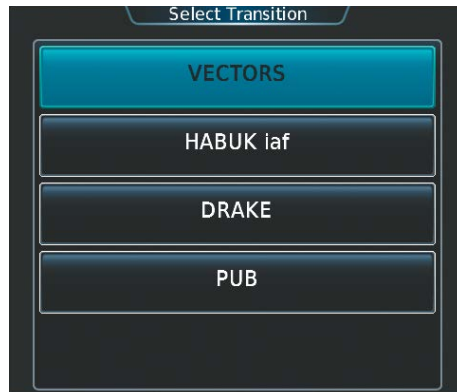 Select Transition
VECTORS
HABUK iaf
DRAKE
PUB